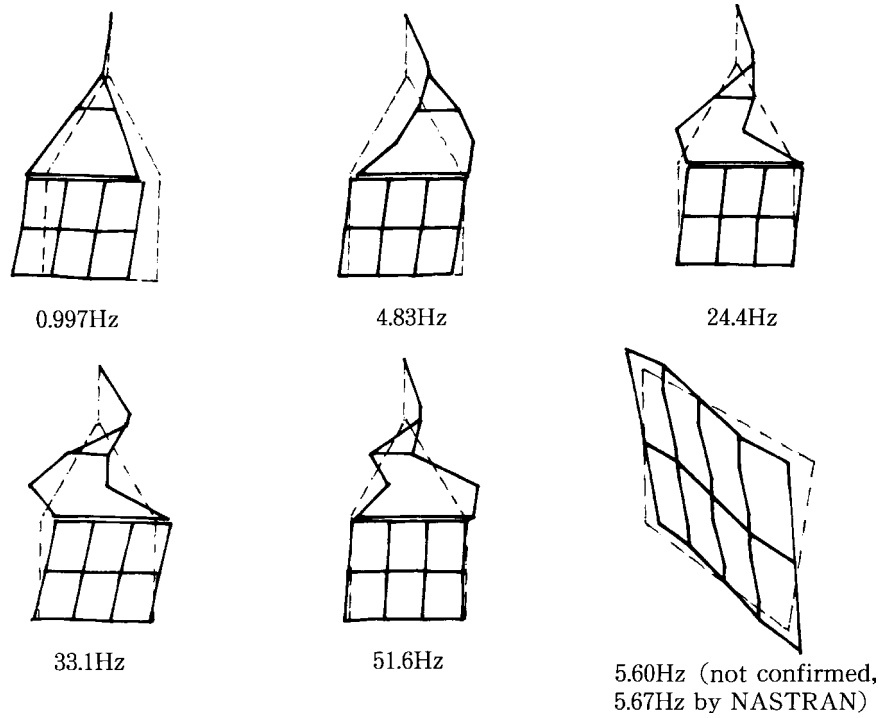 0.997Hz
4.83Hz
24.4Hz
33.1Hz
51.6Hz
5.60Hz (not confirmed,
5.67Hz by NASTRAN)